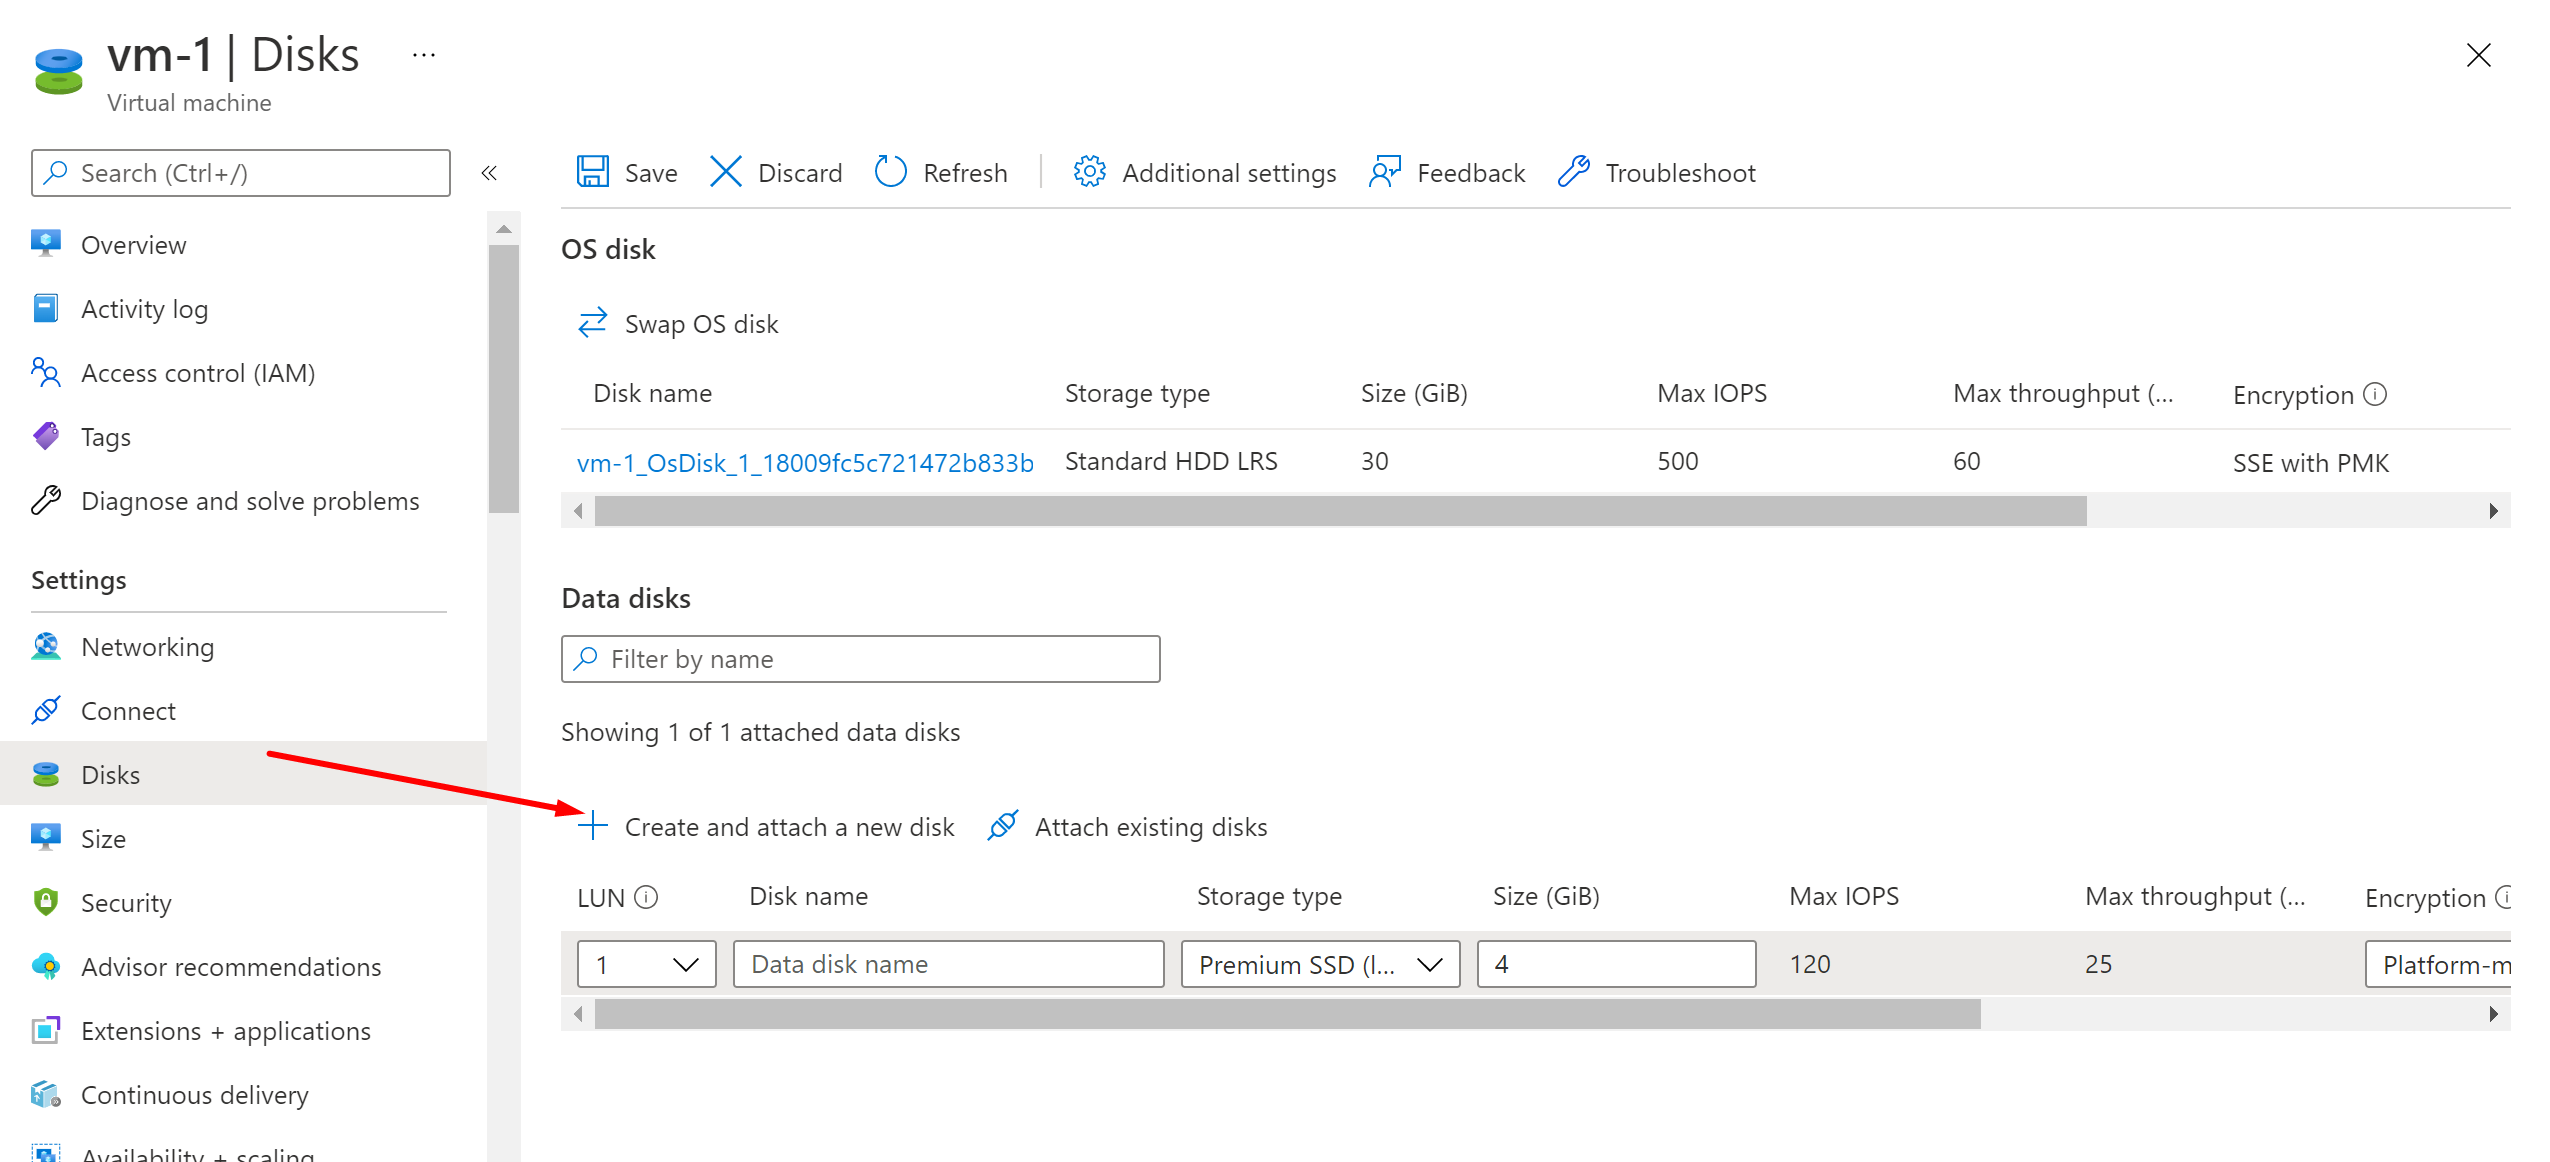 vm-1 | Disks ...
Virtual machine
Search (Ctrl+/)
«
Overview
Activity log
Access control (IAM)
Tags
Diagnose and solve problems
Settings
Networking
Connect
Disks
Size
Security
Advisor recommendations
Extensions + applications
Continuous delivery
Availability + scaling
Save Discard Refresh Additional settings Feedback Troubleshoot
OS disk
Swap OS disk
Disk name Storage type Size (GiB) Max IOPS Max throughput (... Encryption
vm-1_OsDisk_1_18009fc5c721472b833b Standard HDD LRS 30 500 60 SSE with PMK
Data disks
Filter by name
Showing 1 of 1 attached data disks
Create and attach a new disk Attach existing disks
LUN Disk name Storage type Size (GiB) Max IOPS Max throughput (... Encryption
1 Data disk name Premium SSD (l... 4 120 25 Platform-m